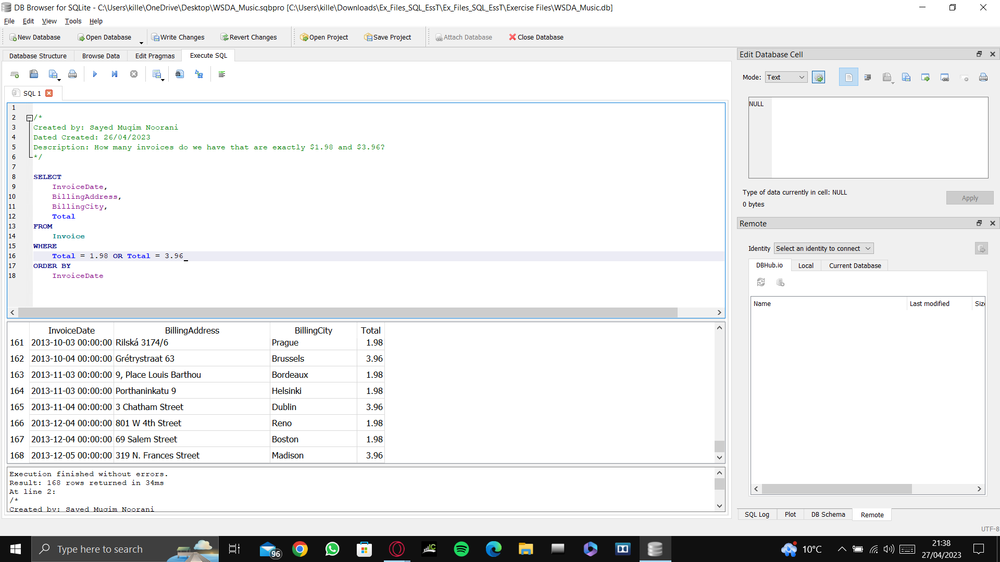 DB Browser for SQLite - C:\Users\kille\OneDrive\Desktop\WSDA_Music.sqbpro [C:\Users\kille\Downloads\Ex_Files_SQL_EssT\Ex_Files_SQL_EssT\Exercise Files\WSDA_Music.db]
File Edit View Tools Help
New Database Open Database Write Changes Revert Changes Open Project Save Project Attach Database Close Database
Database Structure Browse Data Edit Pragmas Execute SQL
SQL 1
1
2 /*
3 Created by: Sayed Muqim Noorani
4 Dated Created: 26/04/2023
5 Description: How many invoices do we have that are exactly $1.98 and $3.96?
6 */
7
8 SELECT
9 InvoiceDate,
10 BillingAddress,
11 BillingCity,
12 Total
13 FROM
14 Invoice
15 WHERE
16 Total = 1.98 OR Total = 3.96
17 ORDER BY
18 InvoiceDate
InvoiceDate BillingAddress BillingCity Total
161 2013-10-03 00:00:00 Rilská 3174/6 Prague 1.98
162 2013-10-04 00:00:00 Grétrystraat 63 Brussels 3.96
163 2013-11-03 00:00:00 9, Place Louis Barthou Bordeaux 1.98
164 2013-11-03 00:00:00 Porthaninkatu 9 Helsinki 1.98
165 2013-11-04 00:00:00 3 Chatham Street Dublin 3.96
166 2013-12-04 00:00:00 801 W 4th Street Reno 1.98
167 2013-12-04 00:00:00 69 Salem Street Boston 1.98
168 2013-12-05 00:00:00 319 N. Frances Street Madison 3.96
Execution finished without errors.
Result: 168 rows returned in 34ms
At line 2:
/*
Created by: Sayed Muqim Noorani
Edit Database Cell
Mode: Text
NULL
Type of data currently in cell: NULL
0 bytes
Apply
Remote
Identity Select an identity to connect
DBHub.io Local Current Database
Name Last modified Size
SQL Log Plot DB Schema Remote
UTF-8
Type here to search
96
10°C
21:38
27/04/2023